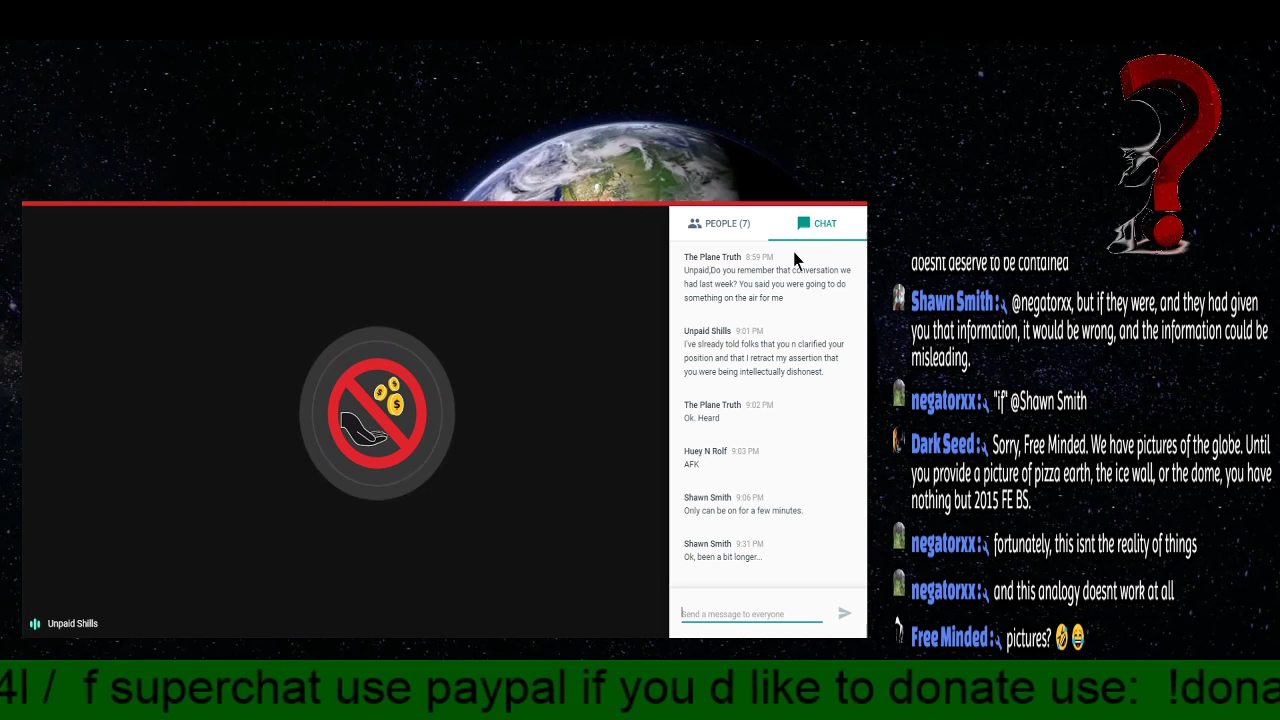 PEOPLE (7)
CHAT
The Plane Truth 8:59 PM
Unpaid,Do you remember that conversation we
had last week? You said you were going to do
something on the air for me
Unpaid Shills 9:01 PM
I've slready told folks that you n clarified your
position and that I retract my assertion that
you were being intellectually dishonest.
The Plane Truth 9:02 PM
Ok. Heard
Huey N Rolf 9:03 PM
AFK
Shawn Smith 9:06 PM
Only can be on for a few minutes.
Shawn Smith 9:31 PM
Ok, been a bit longer...
Send a message to everyone
Unpaid Shills
doesnt deserve to be contained
Shawn Smith: @negatorxx, but if they were, and they had given
you that information, it would be wrong, and the information could be
misleading.
negatorxx: "if" @Shawn Smith
Dark Seed: Sorry, Free Minded. We have pictures of the globe. Until
you provide a picture of pizza earth, the ice wall, or the dome, you have
nothing but 2015 FE BS.
negatorxx: fortunately, this isnt the reality of things
negatorxx: and this analogy doesnt work at all
Free Minded: pictures? 🤣😂
4l / f superchat use paypal if you d like to donate use: !dona